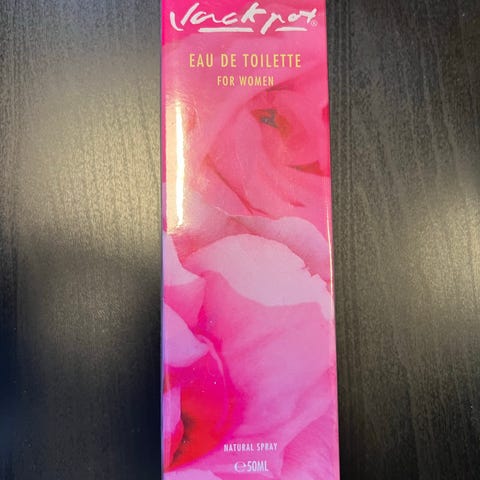 Jackpot®
EAU DE TOILETTE
FOR WOMEN
NATURAL SPRAY
℮50ML